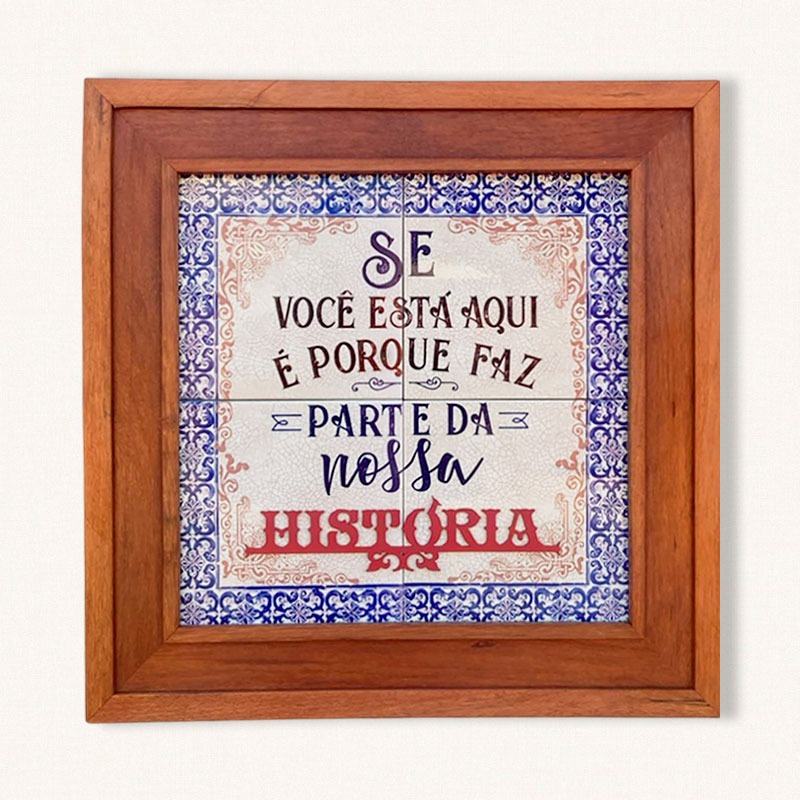 SE
VOCÊ ESTÁ AQUI
É PORQUE FAZ
PARTE DA
nossa
HISTÓRIA